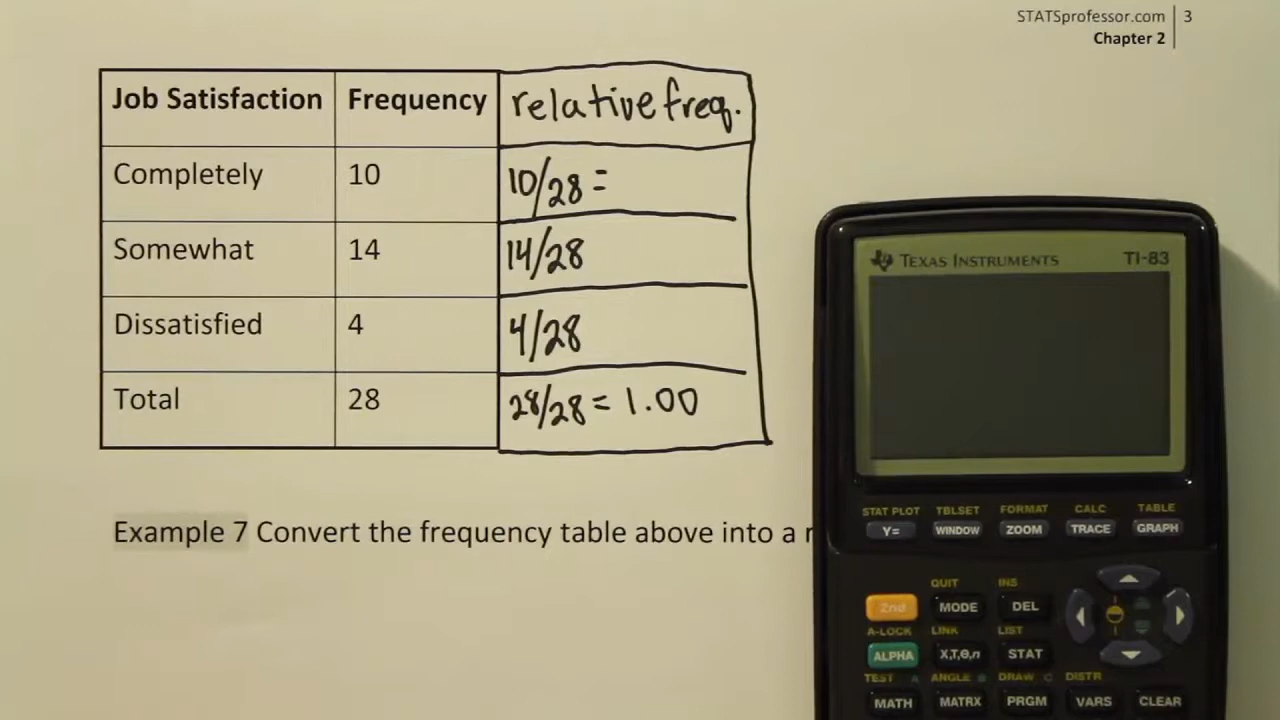 STATSprofessor.com 3
Chapter 2
Job Satisfaction Frequency relative freq.
Completely 10 10/28 =
Somewhat 14 14/28
Dissatisfied 4 4/28
Total 28 28/28 = 1.00
Example 7 Convert the frequency table above into a r
TEXAS INSTRUMENTS TI-83
STAT PLOT TBLSET FORMAT CALC TABLE
Y= WINDOW ZOOM TRACE GRAPH
QUIT INS
2nd MODE DEL
A-LOCK LINK LIST
ALPHA X,T,Θ,n STAT
TEST A ANGLE B DRAW C DISTR
MATH MATRX PRGM VARS CLEAR